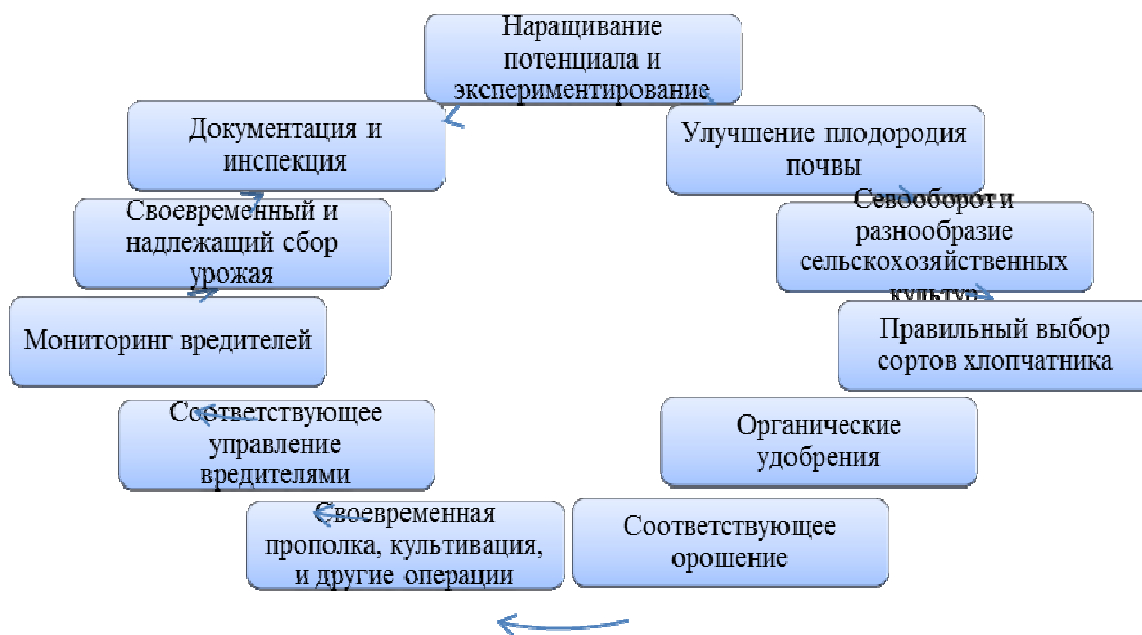 Наращивание
потенциала и
экспериментирование
Улучшение плодородия
почвы
Севооборот и
разнообразие
сельскохозяйственных
культур
Правильный выбор
сортов хлопчатника
Органические
удобрения
Соответствующее
орошение
Своевременная
прополка, культивация,
и другие операции
Соответствующее
управление
вредителями
Мониторинг вредителей
Своевременный и
надлежащий сбор
урожая
Документация и
инспекция